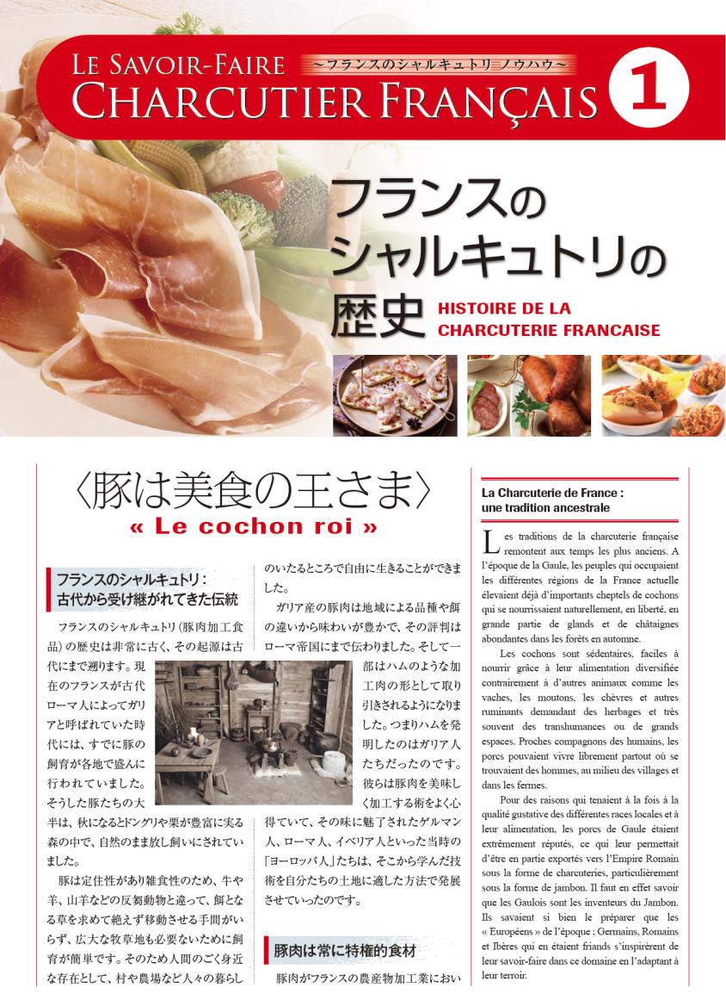 LE SAVOIR-FAIRE
〜フランスのシャルキュトリ ノウハウ〜
CHARCUTIER FRANÇAIS
1
フランスの
シャルキュトリの
歴史
HISTOIRE DE LA
CHARCUTERIE FRANCAISE
〈豚は美食の王さま〉
« Le cochon roi »
フランスのシャルキュトリ：
古代から受け継がれてきた伝統
フランスのシャルキュトリ（豚肉加工食
品）の歴史は非常に古く、その起源は古
代にまで遡ります。現
在のフランスが古代
ローマ人によってガリ
アと呼ばれていた時
代には、すでに豚の
飼育が各地で盛んに
行われていました。
そうした豚たちの大
半は、秋になるとドングリや栗が豊富に実る
森の中で、自然のまま放し飼いにされてい
ました。
豚は定住性があり雑食性のため、牛や
羊、山羊などの反芻動物と違って、餌とな
る草を求めて絶えず移動させる手間がい
らず、広大な牧草地も必要ないために飼
育が簡単です。そのため人間のごく身近
な存在として、村や農場など人々の暮らし
のいたるところで自由に生きることができま
した。
ガリア産の豚肉は地域による品種や餌
の違いから味わいが豊かで、その評判は
ローマ帝国にまで伝わりました。そして一
部はハムのような加
工肉の形として取り
引きされるようになりま
した。つまりハムを発
明したのはガリア人
たちだったのです。
彼らは豚肉を美味し
く加工する術をよく心
得ていて、その味に魅了されたゲルマン
人、ローマ人、イベリア人といった当時の
「ヨーロッパ人」たちは、そこから学んだ技
術を自分たちの土地に適した方法で発展
させていったのです。
豚肉は常に特権的食材
豚肉がフランスの農産物加工業におい
La Charcuterie de France :
une tradition ancestrale
Les traditions de la charcuterie française
remontent aux temps les plus anciens. A
l’époque de la Gaule, les peuples qui occupaient
les différentes régions de la France actuelle
élevaient déjà d’importants cheptels de cochons
qui se nourrissaient naturellement, en liberté, en
grande partie de glands et de châtaignes
abondantes dans les forêts en automne.
Les cochons sont sédentaires, faciles à
nourrir grâce à leur alimentation diversifiée
contrairement à d’autres animaux comme les
vaches, les moutons, les chèvres et autres
ruminants demandant des herbages et très
souvent des transhumances ou de grands
espaces. Proches compagnons des humains, les
porcs pouvaient vivre librement partout où se
trouvaient des hommes, au milieu des villages et
dans les fermes.
Pour des raisons qui tenaient à la fois à la
qualité gustative des différentes races locales et à
leur alimentation, les porcs de Gaule étaient
extrêmement réputés, ce qui leur permettait
d’être en partie exportés vers l’Empire Romain
sous la forme de charcuteries, particulièrement
sous la forme de jambon. Il faut en effet savoir
que les Gaulois sont les inventeurs du Jambon.
Ils savaient si bien le préparer que les
« Européens » de l’époque ; Germains, Romains
et Ibères qui en étaient friands s’inspirèrent de
leur savoir-faire dans ce domaine en l’adaptant à
leur terroir.